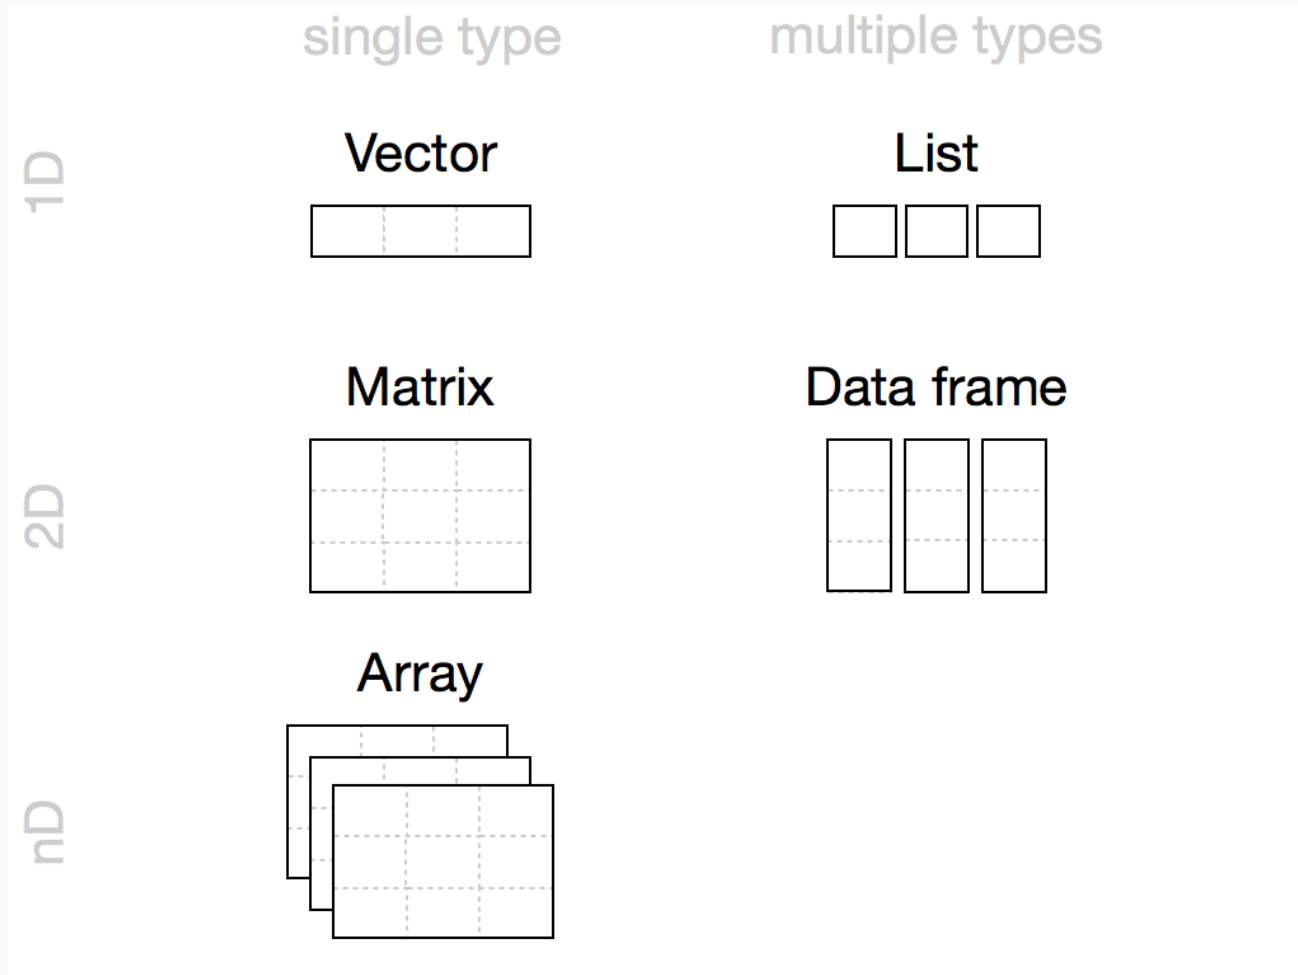 single type
multiple types
1D
Vector
List
2D
Matrix
Data frame
nD
Array